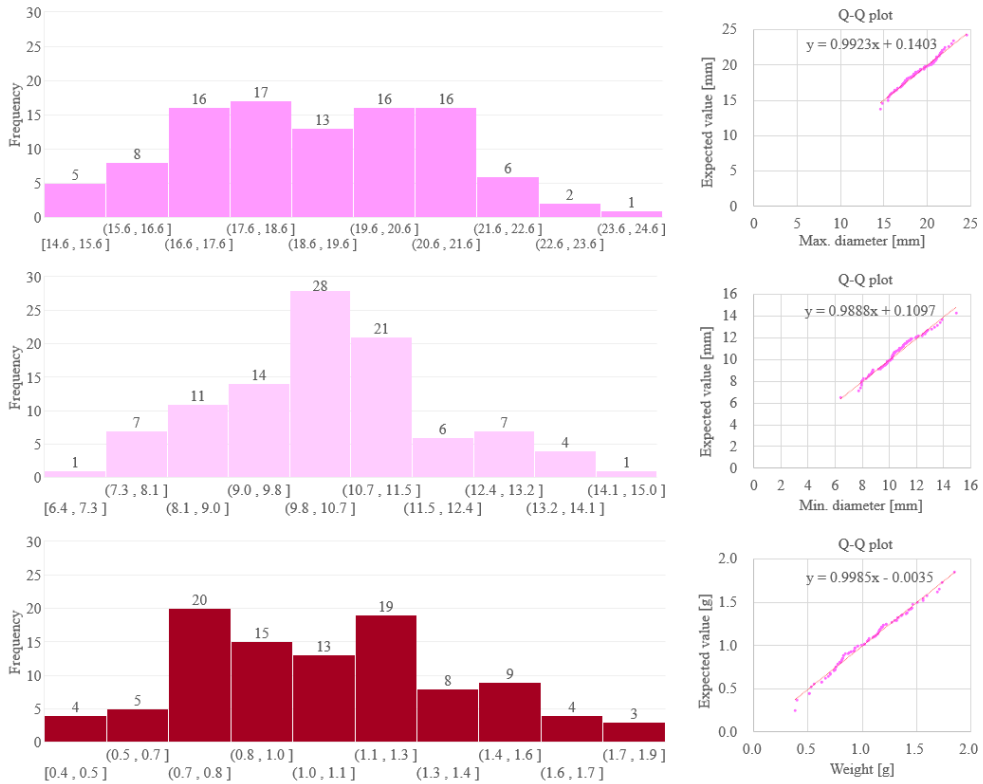 35
30
25
20
15
10
5
0
Frequency
5
8
16
17
13
16
16
6
2
1
[14.6 , 15.6 ]
(15.6 , 16.6 ]
(16.6 , 17.6 ]
(17.6 , 18.6 ]
(18.6 , 19.6 ]
(19.6 , 20.6 ]
(20.6 , 21.6 ]
(21.6 , 22.6 ]
(22.6 , 23.6 ]
(23.6 , 24.6 ]
Q-Q plot
y = 0.9923x + 0.1403
25
20
15
10
5
0
Expected value [mm]
0 5 10 15 20 25
Max. diameter [mm]
30
25
20
15
10
5
0
Frequency
1
7
11
14
28
21
6
7
4
1
[6.4 , 7.3 ]
(7.3 , 8.1 ]
(8.1 , 9.0 ]
(9.0 , 9.8 ]
(9.8 , 10.7 ]
(10.7 , 11.5 ]
(11.5 , 12.4 ]
(12.4 , 13.2 ]
(13.2 , 14.1 ]
(14.1 , 15.0 ]
Q-Q plot
y = 0.9888x + 0.1097
16
14
12
10
8
6
4
2
0
Expected value [mm]
0 2 4 6 8 10 12 14 16
Min. diameter [mm]
30
25
20
15
10
5
0
Frequency
4
5
20
15
13
19
8
9
4
3
[0.4 , 0.5 ]
(0.5 , 0.7 ]
(0.7 , 0.8 ]
(0.8 , 1.0 ]
(1.0 , 1.1 ]
(1.1 , 1.3 ]
(1.3 , 1.4 ]
(1.4 , 1.6 ]
(1.6 , 1.7 ]
(1.7 , 1.9 ]
Q-Q plot
y = 0.9985x - 0.0035
2.0
1.5
1.0
0.5
0.0
Expected value [g]
0.0 0.5 1.0 1.5 2.0
Weight [g]